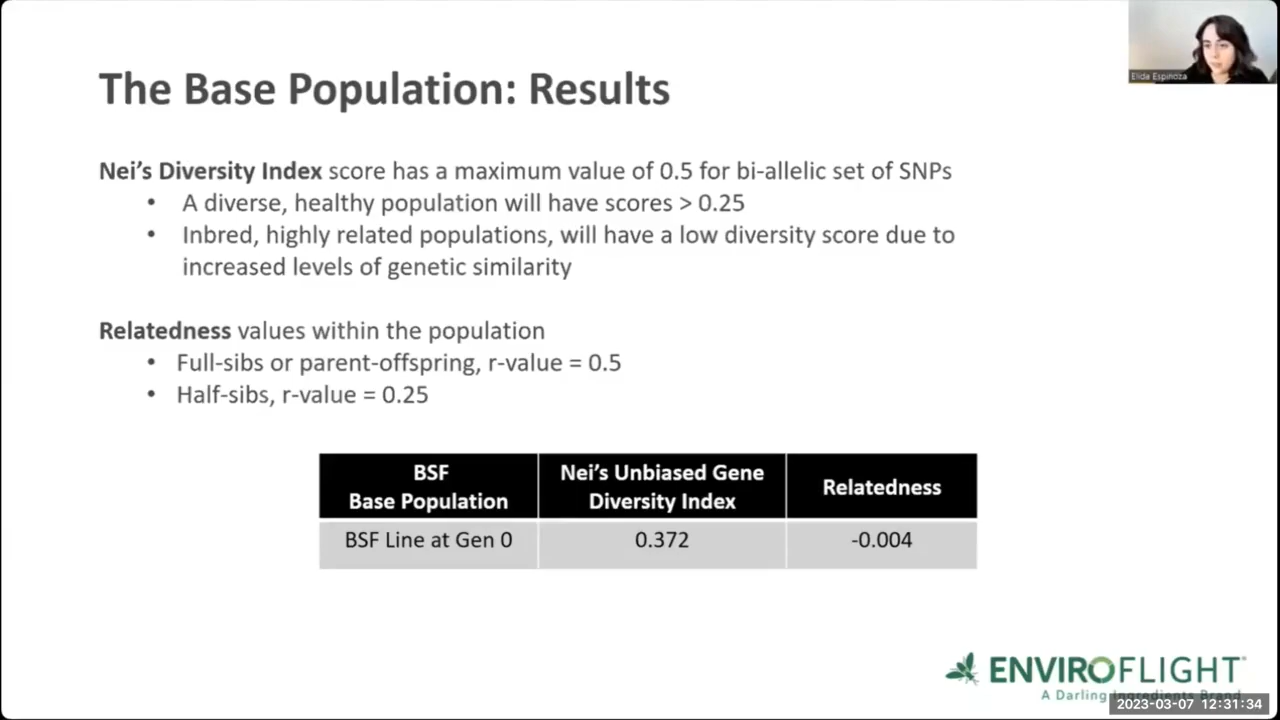 The Base Population: Results
Elida Espinoza
Nei's Diversity Index score has a maximum value of 0.5 for bi-allelic set of SNPs
• A diverse, healthy population will have scores > 0.25
• Inbred, highly related populations, will have a low diversity score due to
increased levels of genetic similarity
Relatedness values within the population
• Full-sibs or parent-offspring, r-value = 0.5
• Half-sibs, r-value = 0.25
BSF
Base Population
Nei's Unbiased Gene
Diversity Index
Relatedness
BSF Line at Gen 0
0.372
-0.004
ENVIROFLIGHT
A Darling Ingredients Brand
2023-03-07 12:31:34